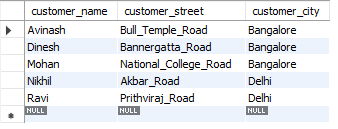 customer_name customer_street customer_city
Avinash Bull_Temple_Road Bangalore
Dinesh Bannergatta_Road Bangalore
Mohan National_College_Road Bangalore
Nikhil Akbar_Road Delhi
Ravi Prithviraj_Road Delhi
NULL NULL NULL